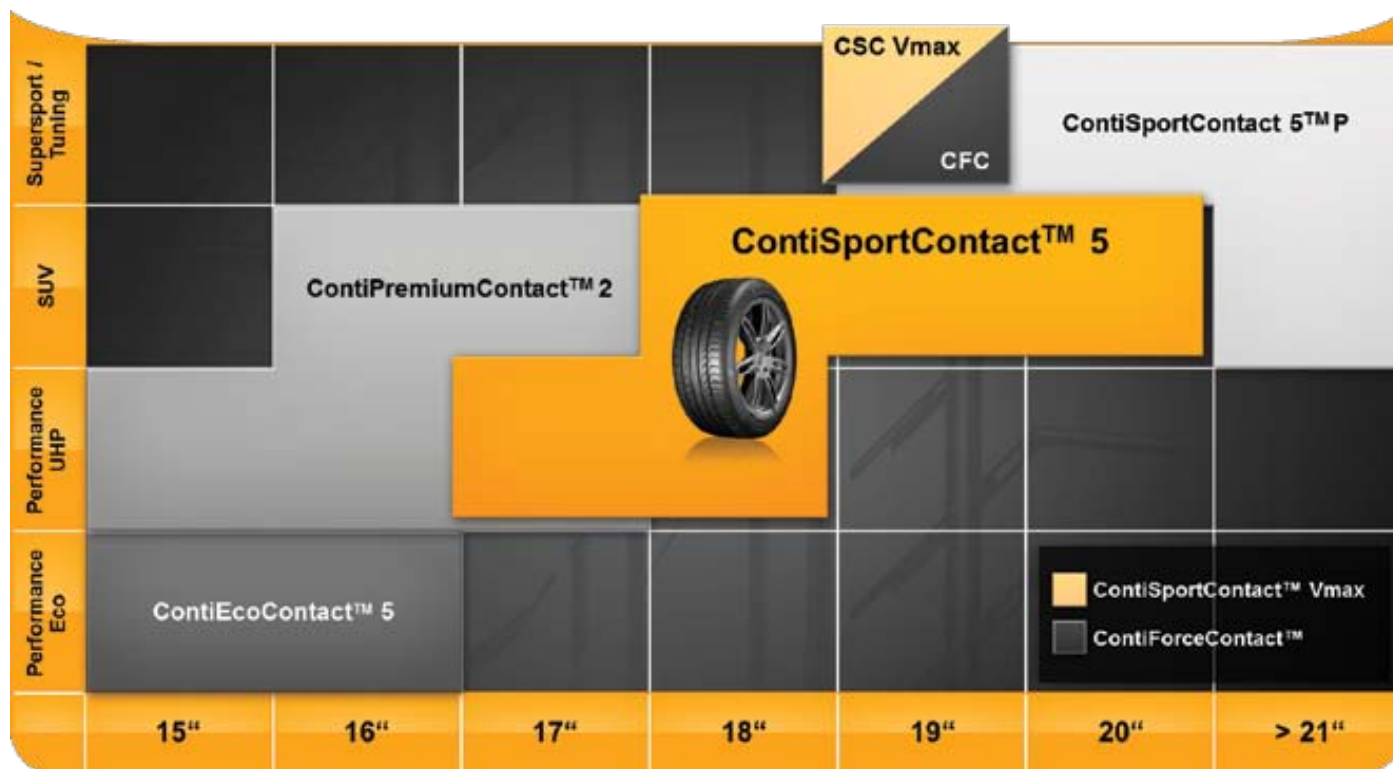 Supersport /
Tuning
CSC Vmax
CFC
ContiSportContact 5™ P
SUV
ContiPremiumContact™ 2
ContiSportContact™ 5
Performance
UHP
Performance
Eco
ContiEcoContact™ 5
ContiSportContact™ Vmax
ContiForceContact™
15“ 16“ 17“ 18“ 19“ 20“ > 21“